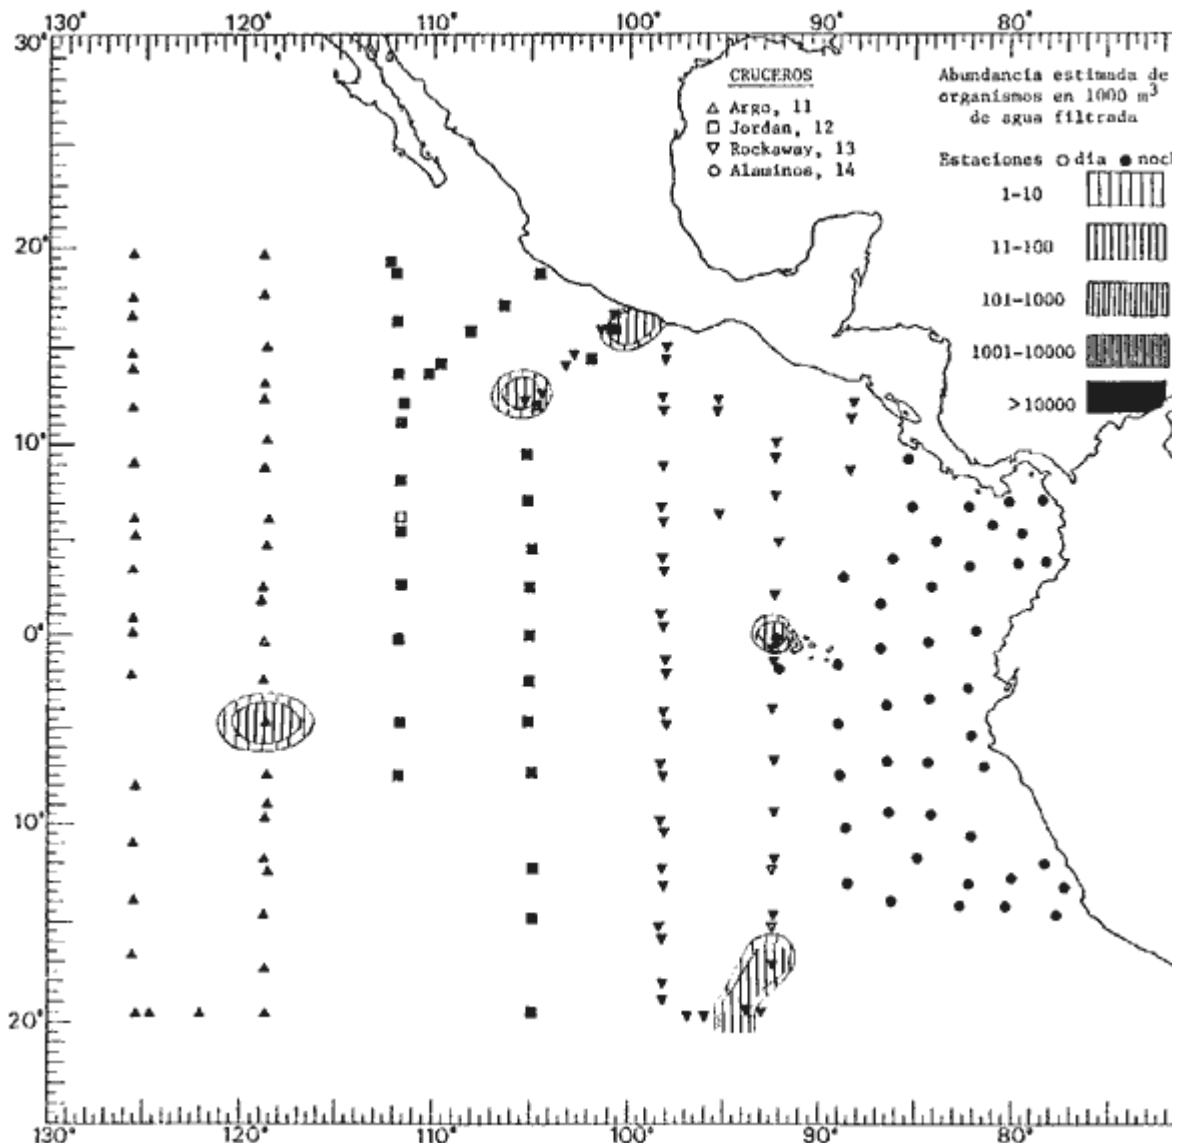 130° 120° 110° 100° 90° 80°
30°
CRUCEROS
△ Argo, 11
□ Jordan, 12
▽ Rockaway, 13
○ Alaminos, 14
Abundancia estimada de
organismos en 1000 m³
de agua filtrada
Estaciones ○ dia ● noc
1-10
11-100
101-1000
1001-10000
>10000
20°
10°
0°
10°
20°
130° 120° 110° 100° 90° 80°